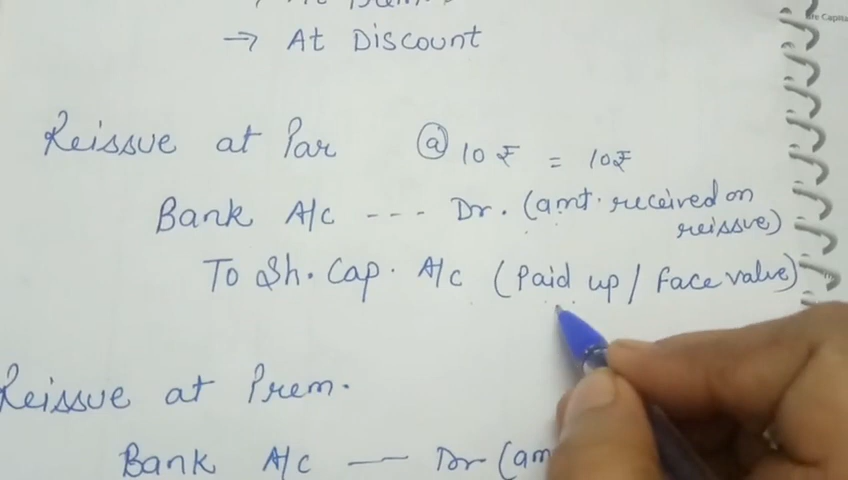 → At Discount
Reissue at Par @ 10 ₹ = 10₹
Bank A/c --- Dr. (amt. received on
reissue)
To Sh. Cap. A/c (Paid up / Face value)
Reissue at Prem.
Bank A/c — Dr (am